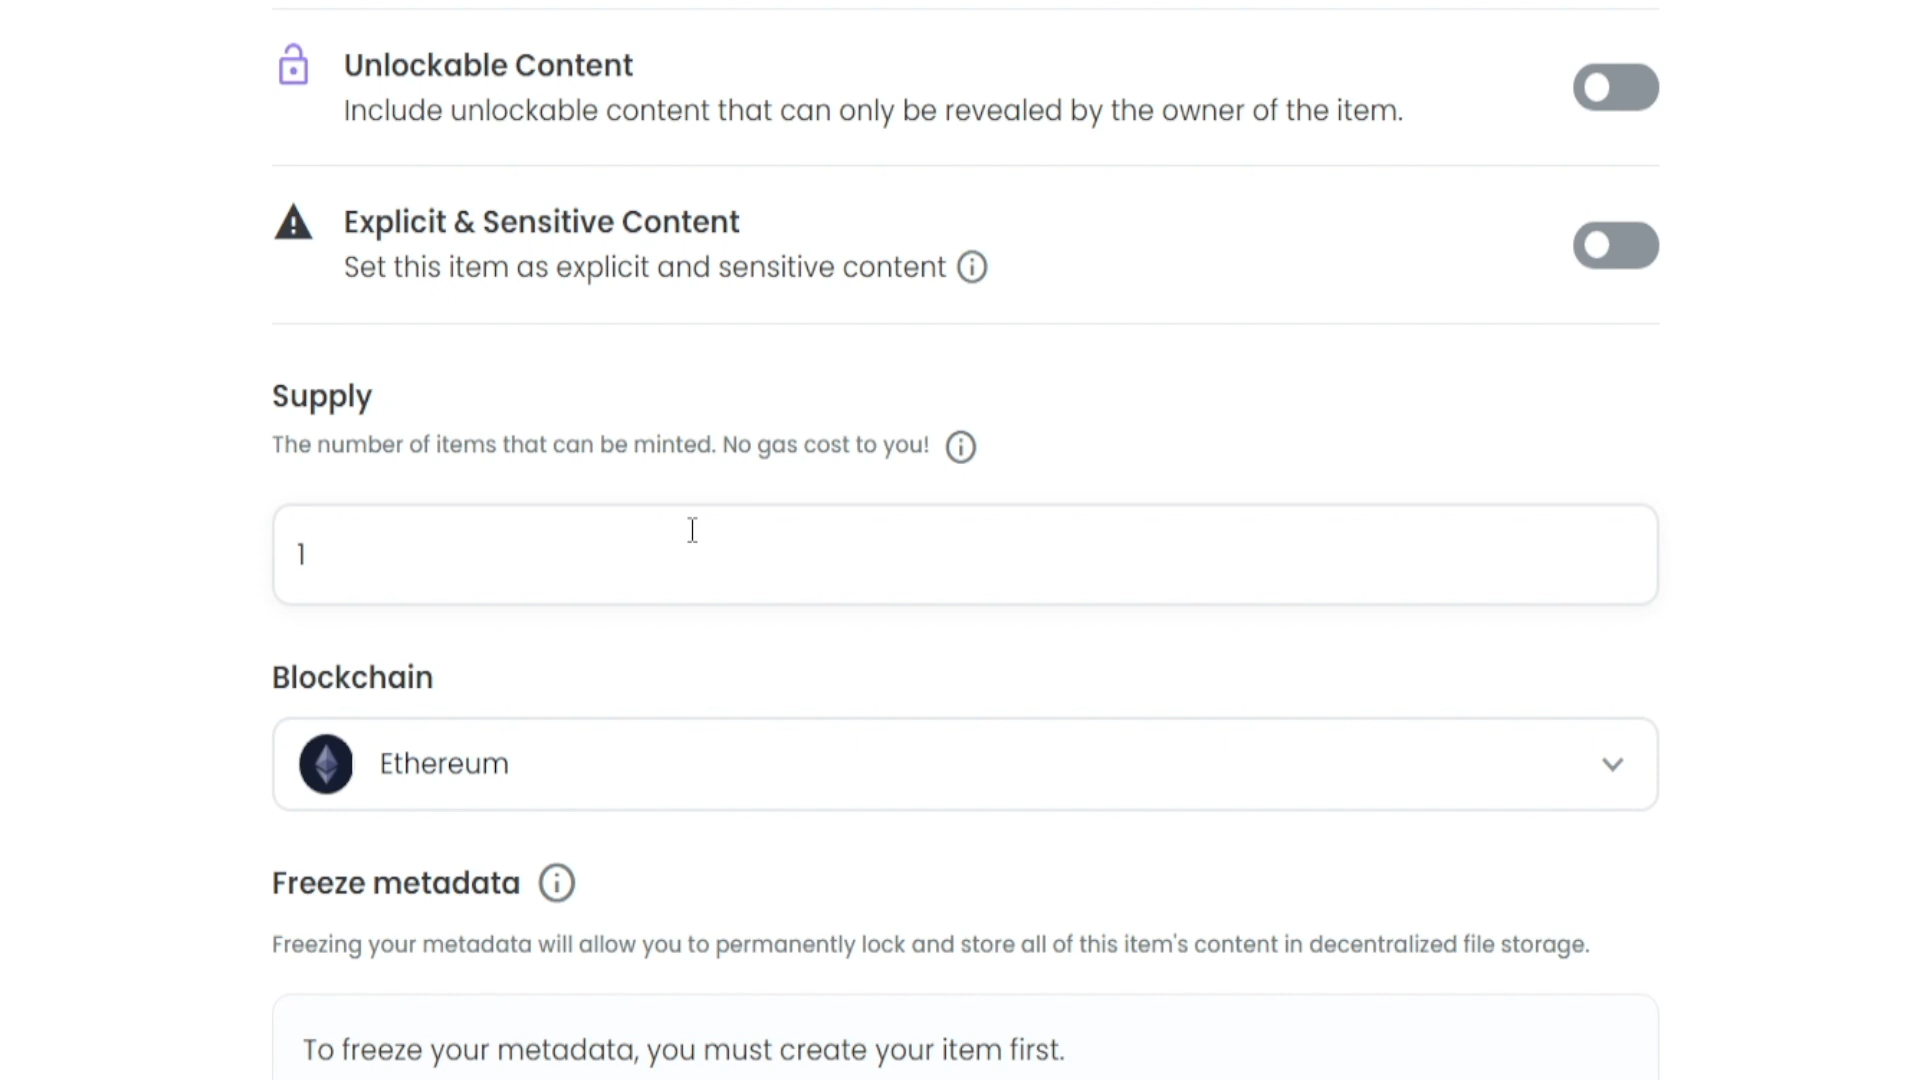 Unlockable Content
Include unlockable content that can only be revealed by the owner of the item.
Explicit & Sensitive Content
Set this item as explicit and sensitive content
Supply
The number of items that can be minted. No gas cost to you!
1
Blockchain
Ethereum
Freeze metadata
Freezing your metadata will allow you to permanently lock and store all of this item's content in decentralized file storage.
To freeze your metadata, you must create your item first.